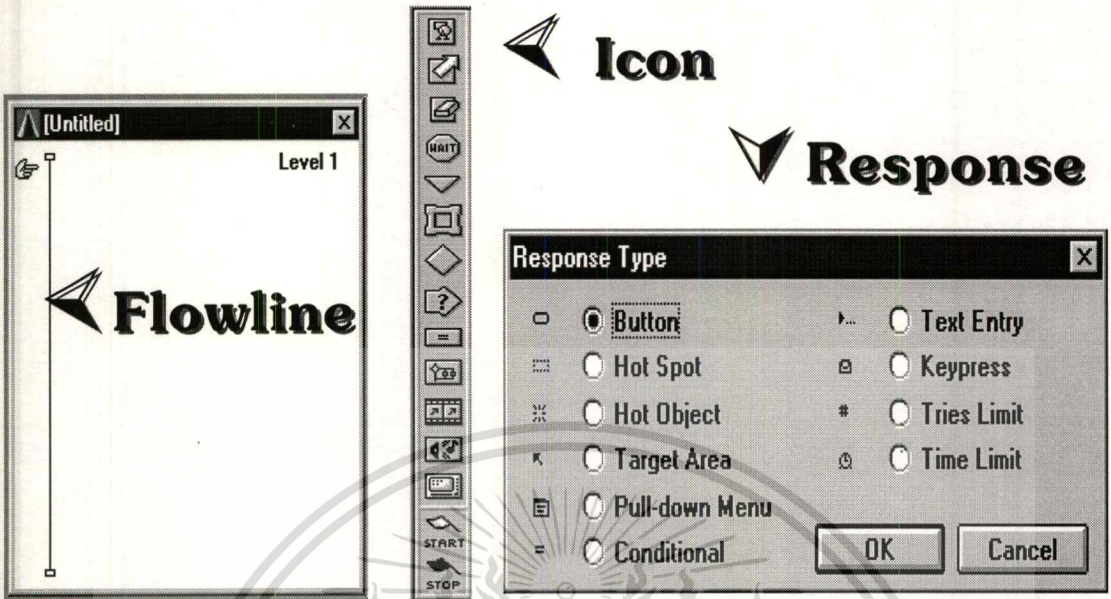 [Untitled]
Level 1
Flowline
WAIT
?
=
START
STOP
Icon
Response
Response Type
Button
Hot Spot
Hot Object
Target Area
Pull-down Menu
= Conditional
Text Entry
Keypress
# Tries Limit
Time Limit
OK
Cancel